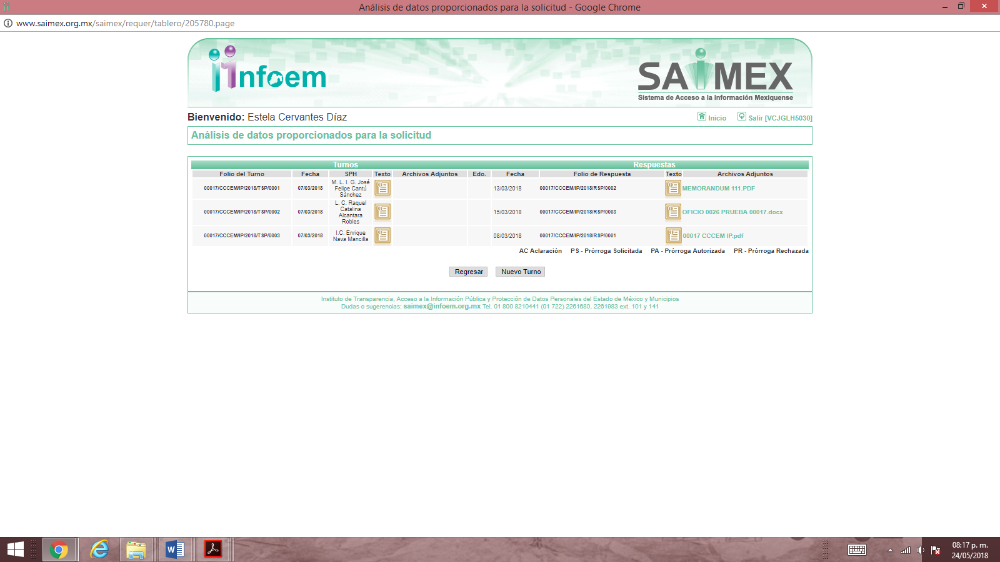 Análisis de datos proporcionados para la solicitud - Google Chrome
www.saimex.org.mx/saimex/requer/tablero/205780.page
infoem
SAIMEX
Sistema de Acceso a la Información Mexiquense
Bienvenido: Estela Cervantes Díaz
Inicio Salir [VCJGLH5030]
Análisis de datos proporcionados para la solicitud
Turnos Respuestas
Folio del Turno Fecha SPH Texto Archivos Adjuntos Edo. Fecha Folio de Respuesta Texto Archivos Adjuntos
00017/CCCEM/IP/2018/TSP/0001 07/03/2018 M. L. I. G. José Felipe Cantú Sánchez 13/03/2018 00017/CCCEM/IP/2018/RSP/0002 MEMORANDUM 111.PDF
00017/CCCEM/IP/2018/TSP/0002 07/03/2018 L. C. Raquel Catalina Alcantara Robles 15/03/2018 00017/CCCEM/IP/2018/RSP/0003 OFICIO 0026 PRUEBA 00017.docx
00017/CCCEM/IP/2018/TSP/0003 07/03/2018 I.C. Enrique Nava Mancilla 08/03/2018 00017/CCCEM/IP/2018/RSP/0001 00017 CCCEM IP.pdf
AC Aclaración PS - Prórroga Solicitada PA - Prórroga Autorizada PR - Prórroga Rechazada
Regresar Nuevo Turno
Instituto de Transparencia, Acceso a la Información Pública y Protección de Datos Personales del Estado de México y Municipios
Dudas o sugerencias: saimex@infoem.org.mx Tel. 01 800 8210441 (01 722) 2261680, 2261983 ext. 101 y 141
08:17 p. m.
24/05/2018